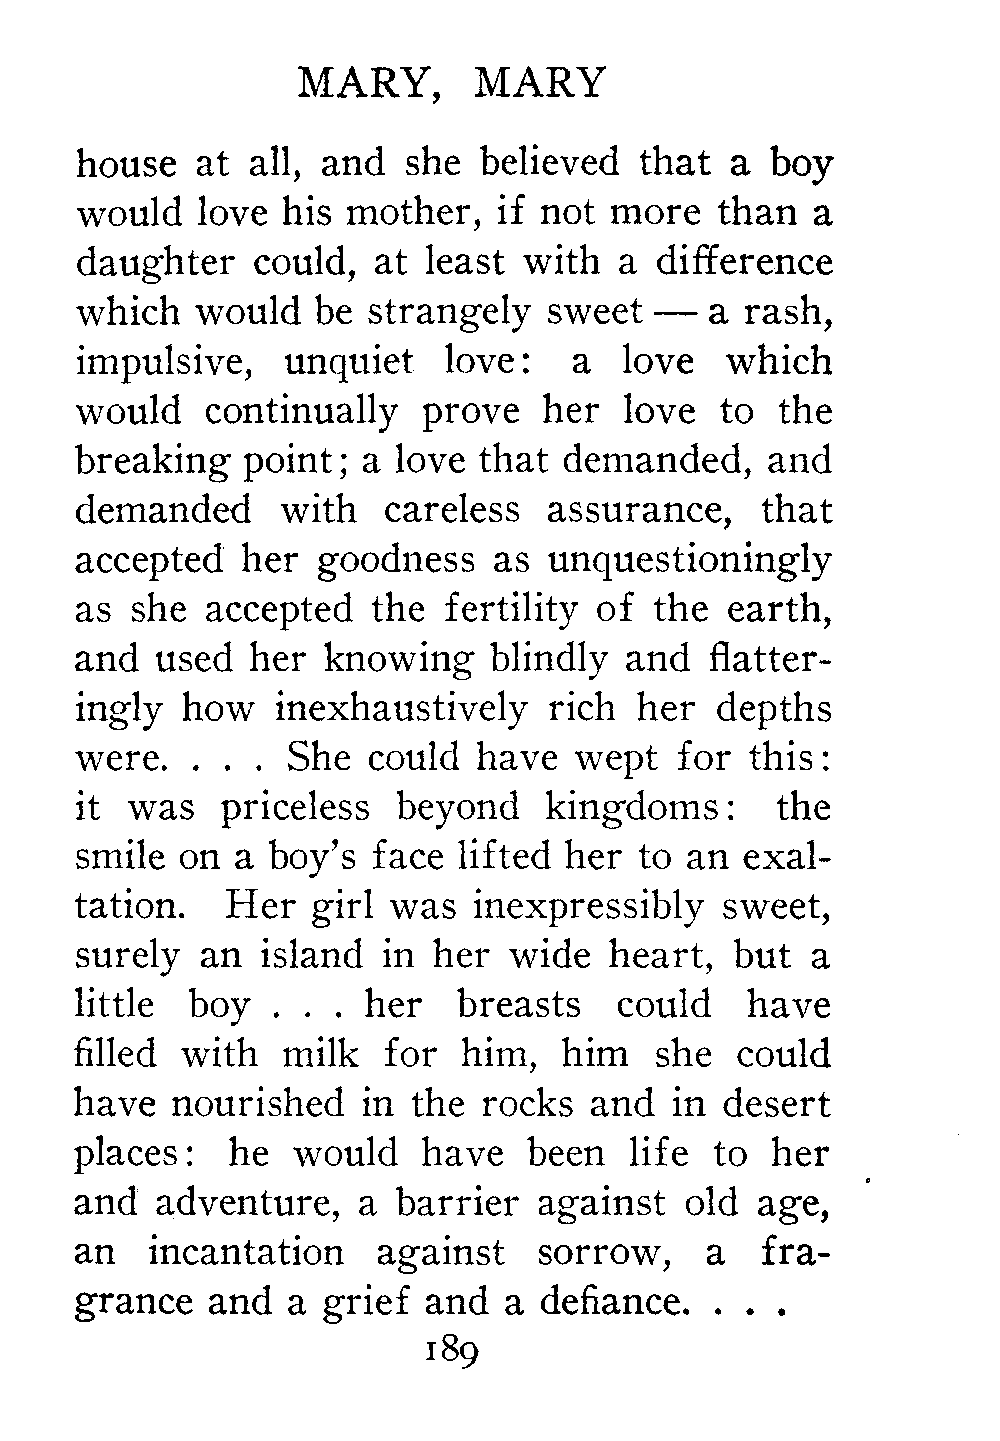 MARY, MARY
house at all, and she believed that a boy
would love his mother, if not more than a
daughter could, at least with a difference
which would be strangely sweet — a rash,
impulsive, unquiet love: a love which
would continually prove her love to the
breaking point; a love that demanded, and
demanded with careless assurance, that
accepted her goodness as unquestioningly
as she accepted the fertility of the earth,
and used her knowing blindly and flatter-
ingly how inexhaustively rich her depths
were. . . . She could have wept for this:
it was priceless beyond kingdoms: the
smile on a boy's face lifted her to an exal-
tation. Her girl was inexpressibly sweet,
surely an island in her wide heart, but a
little boy . . . her breasts could have
filled with milk for him, him she could
have nourished in the rocks and in desert
places: he would have been life to her
and adventure, a barrier against old age,
an incantation against sorrow, a fra-
grance and a grief and a defiance. . . .
189